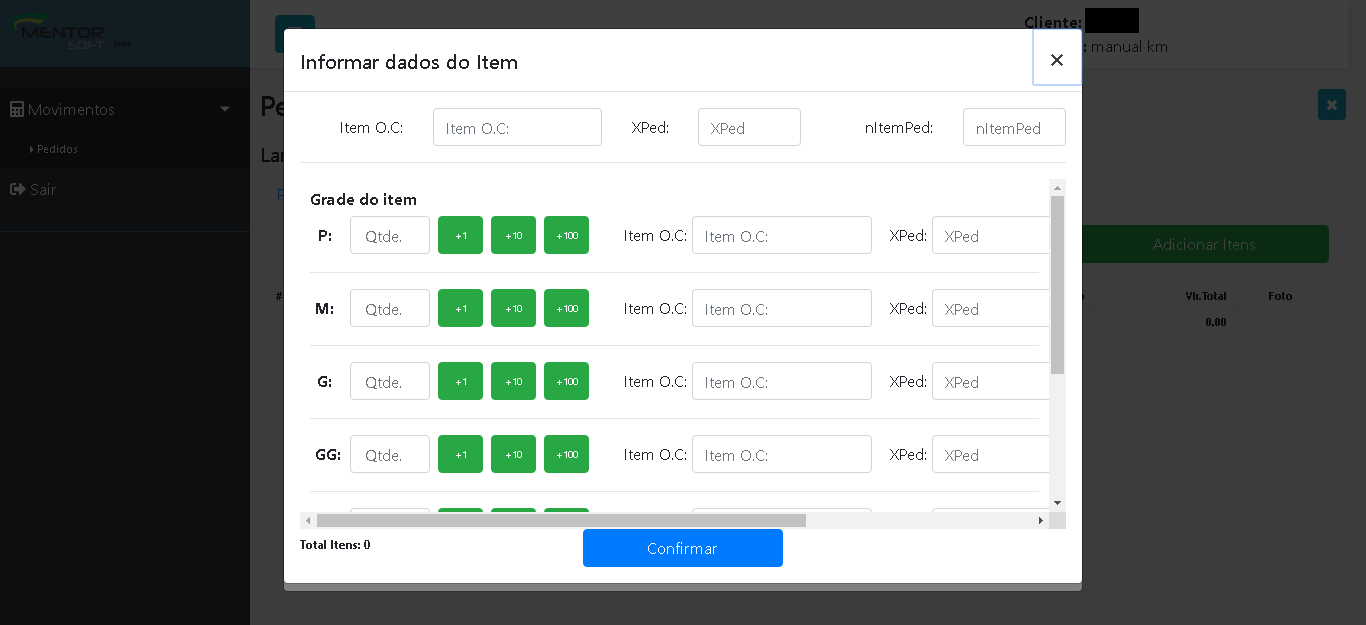 MENTOR
SOFT
Cliente:
: manual km
Informar dados do Item
×
Movimentos
Pedidos
Sair
Item O.C: Item O.C: XPed: XPed nItemPed: nItemPed
Grade do item
P: Qtde. +1 +10 +100 Item O.C: Item O.C: XPed: XPed
M: Qtde. +1 +10 +100 Item O.C: Item O.C: XPed: XPed
G: Qtde. +1 +10 +100 Item O.C: Item O.C: XPed: XPed
GG: Qtde. +1 +10 +100 Item O.C: Item O.C: XPed: XPed
Adicionar Itens
# Vlr.Total Foto
0,00
Total Itens: 0
Confirmar